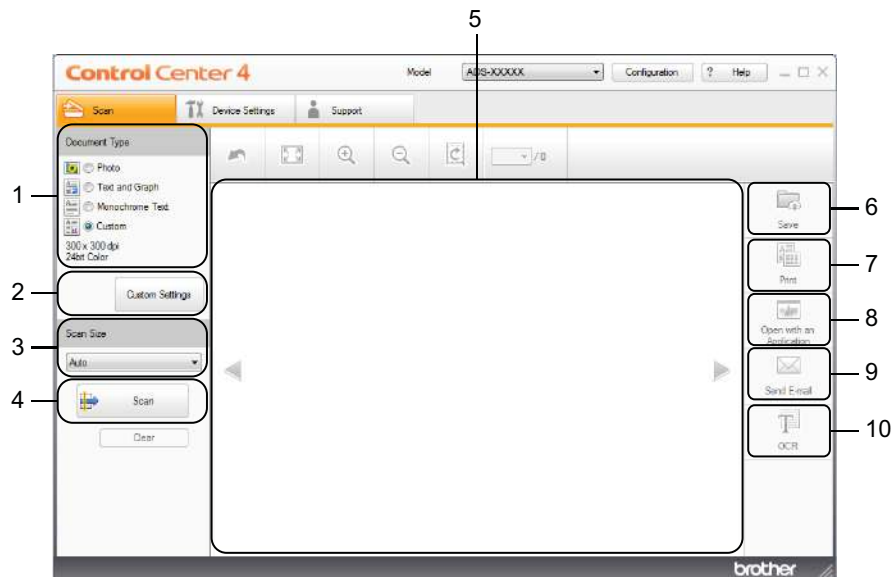 5
Control Center 4
Model
ADS-XXXXX
Configuration
? Help
Scan
Device Settings
Support
Document Type
Photo
Text and Graph
Monochrome Text
Custom
300 x 300 dpi
24bit Color
1
/0
Custom Settings
2
Scan Size
Auto
3
Scan
4
Clear
Save
6
Print
7
Open with an
Application
8
Send E-mail
9
OCR
10
brother